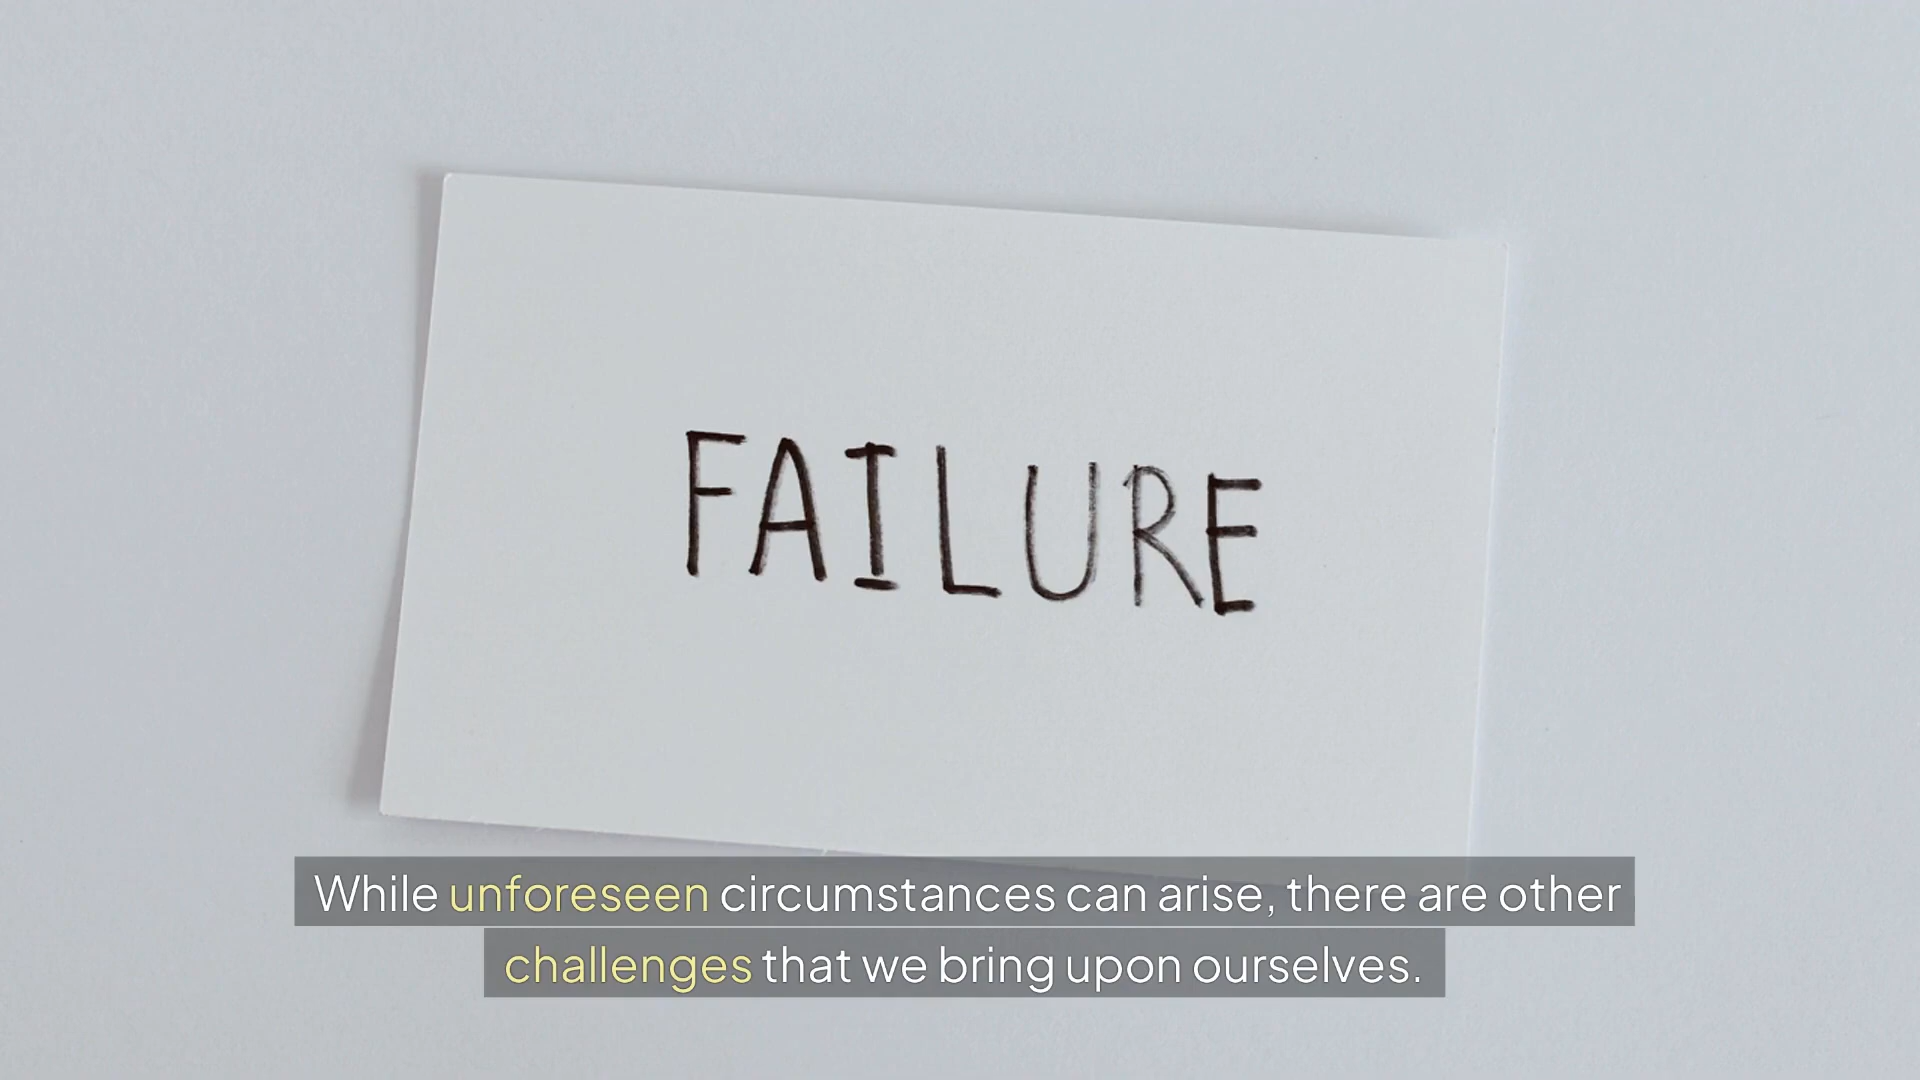 FAILURE
While unforeseen circumstances can arise, there are other
challenges that we bring upon ourselves.